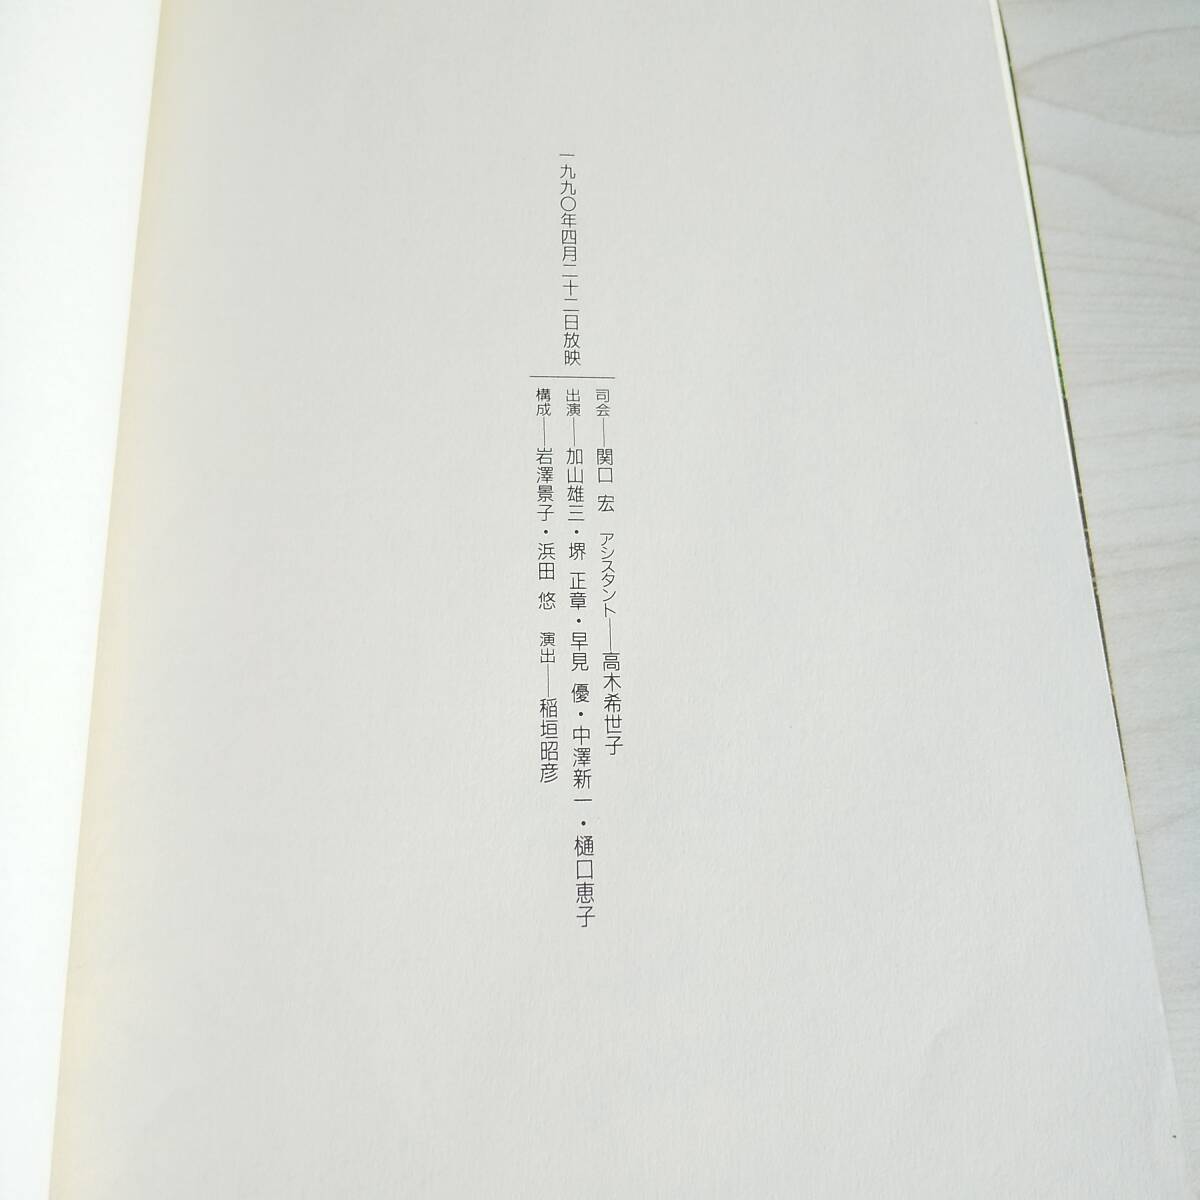 一九九〇年四月二十二日放映
司会──関口 宏 アシスタント──高木希世子
出演──加山雄三・堺 正章・早見 優・中澤新一・樋口恵子
構成──岩澤景子・浜田 悠 演出──稲垣昭彦